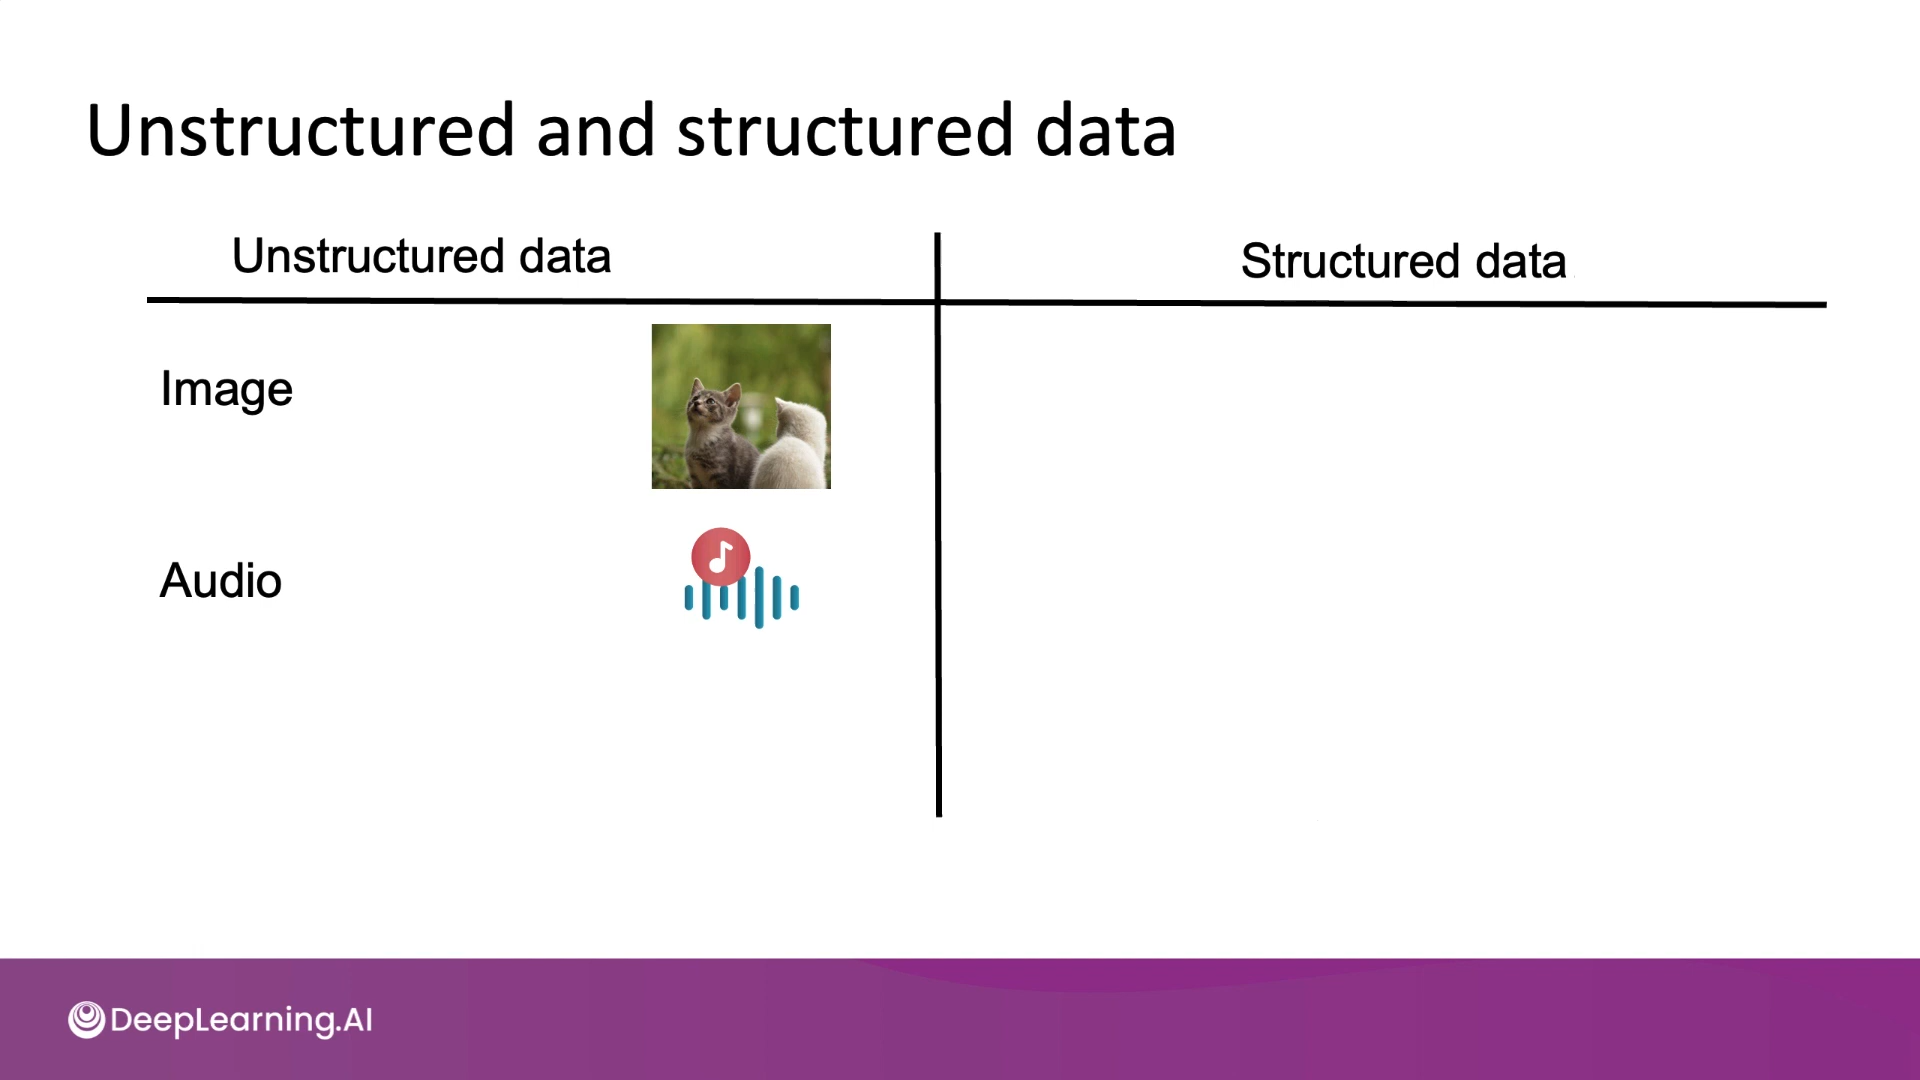 Unstructured and structured data
Unstructured data
Structured data
Image
Audio
DeepLearning.AI